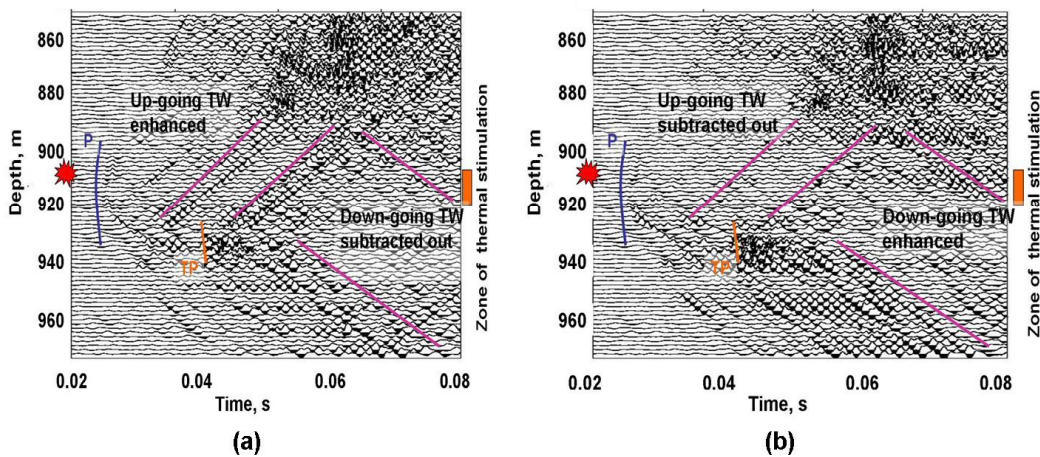 860
880
900
920
940
960
Depth, m
Up-going TW
enhanced
P
Down-going TW
subtracted out
TP
0.02
0.04
0.06
0.08
Time, s
Zone of thermal stimulation
(a)
860
880
900
920
940
960
Depth, m
Up-going TW
subtracted out
P
Down-going TW
enhanced
TP
0.02
0.04
0.06
0.08
Time, s
Zone of thermal stimulation
(b)